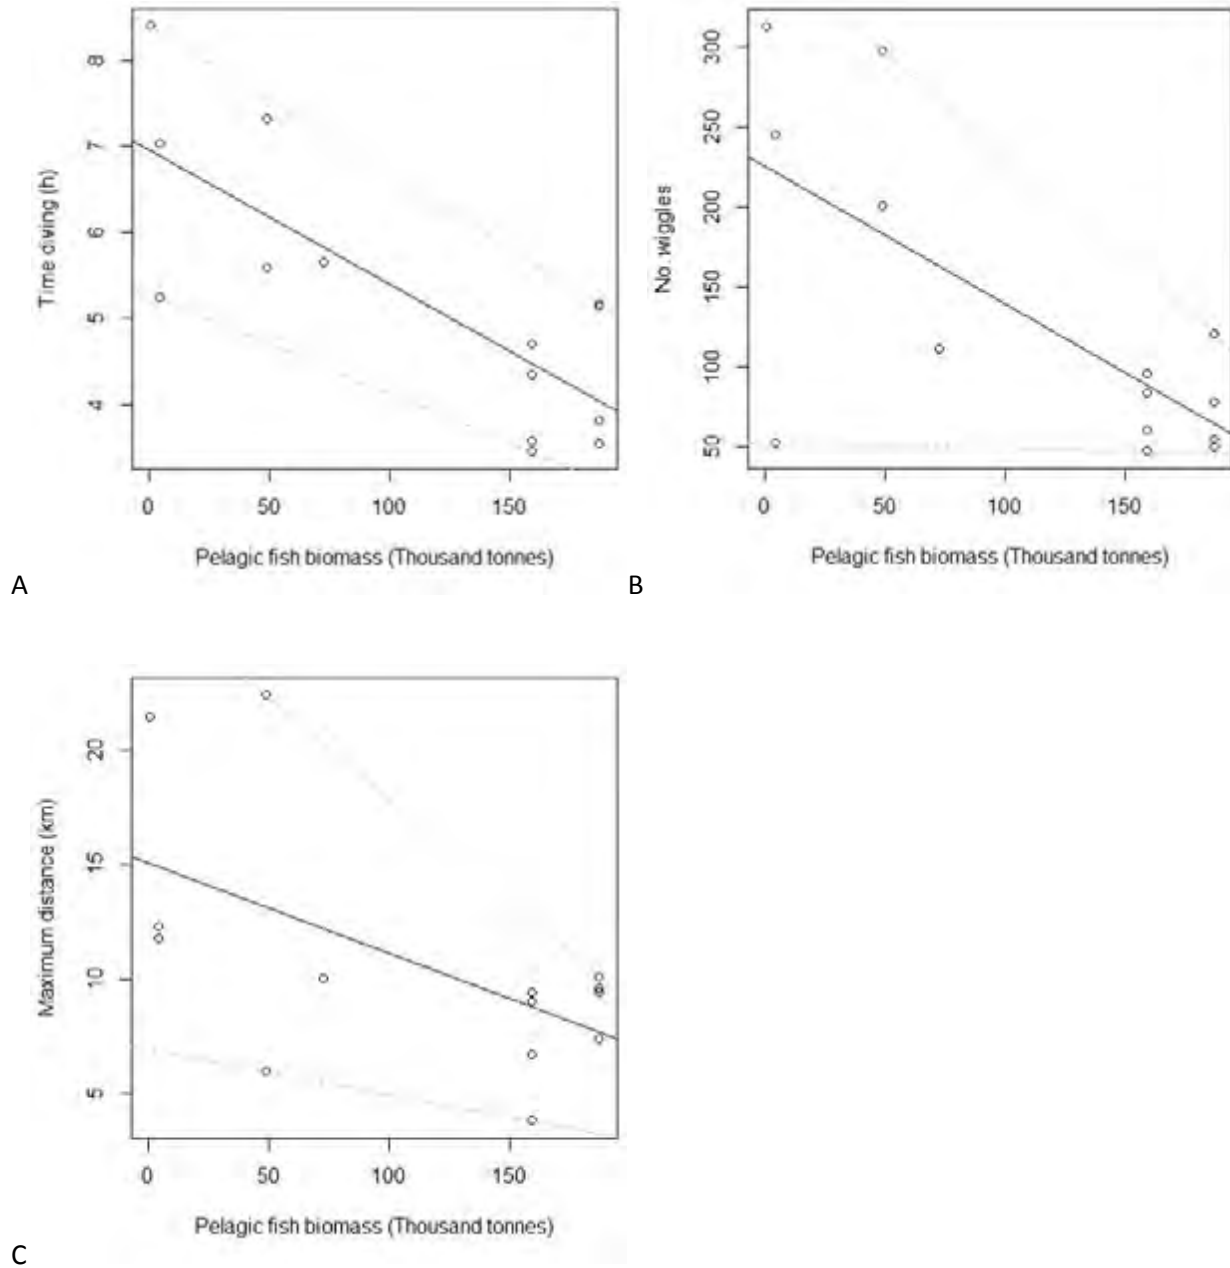 Time diving (h)
8
7
6
5
4
0 50 100 150
Pelagic fish biomass (Thousand tonnes)
A
No. wiggles
300
250
200
150
100
50
0 50 100 150
Pelagic fish biomass (Thousand tonnes)
B
Maximum distance (km)
20
15
10
5
0 50 100 150
Pelagic fish biomass (Thousand tonnes)
C